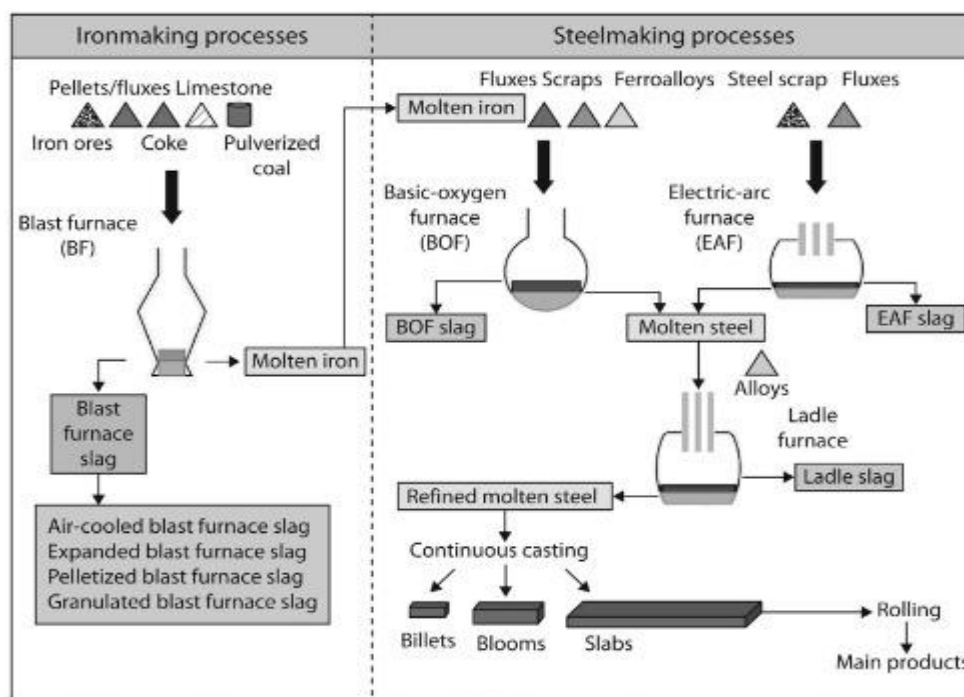 Ironmaking processes
Steelmaking processes
Pellets/fluxes Limestone
Iron ores
Coke
Pulverized
coal
Blast furnace
(BF)
Molten iron
Blast
furnace
slag
Air-cooled blast furnace slag
Expanded blast furnace slag
Pelletized blast furnace slag
Granulated blast furnace slag
Molten iron
Fluxes Scraps
Ferroalloys
Steel scrap
Fluxes
Basic-oxygen
furnace
(BOF)
Electric-arc
furnace
(EAF)
BOF slag
Molten steel
EAF slag
Alloys
Ladle
furnace
Ladle slag
Refined molten steel
Continuous casting
Billets
Blooms
Slabs
Rolling
Main products